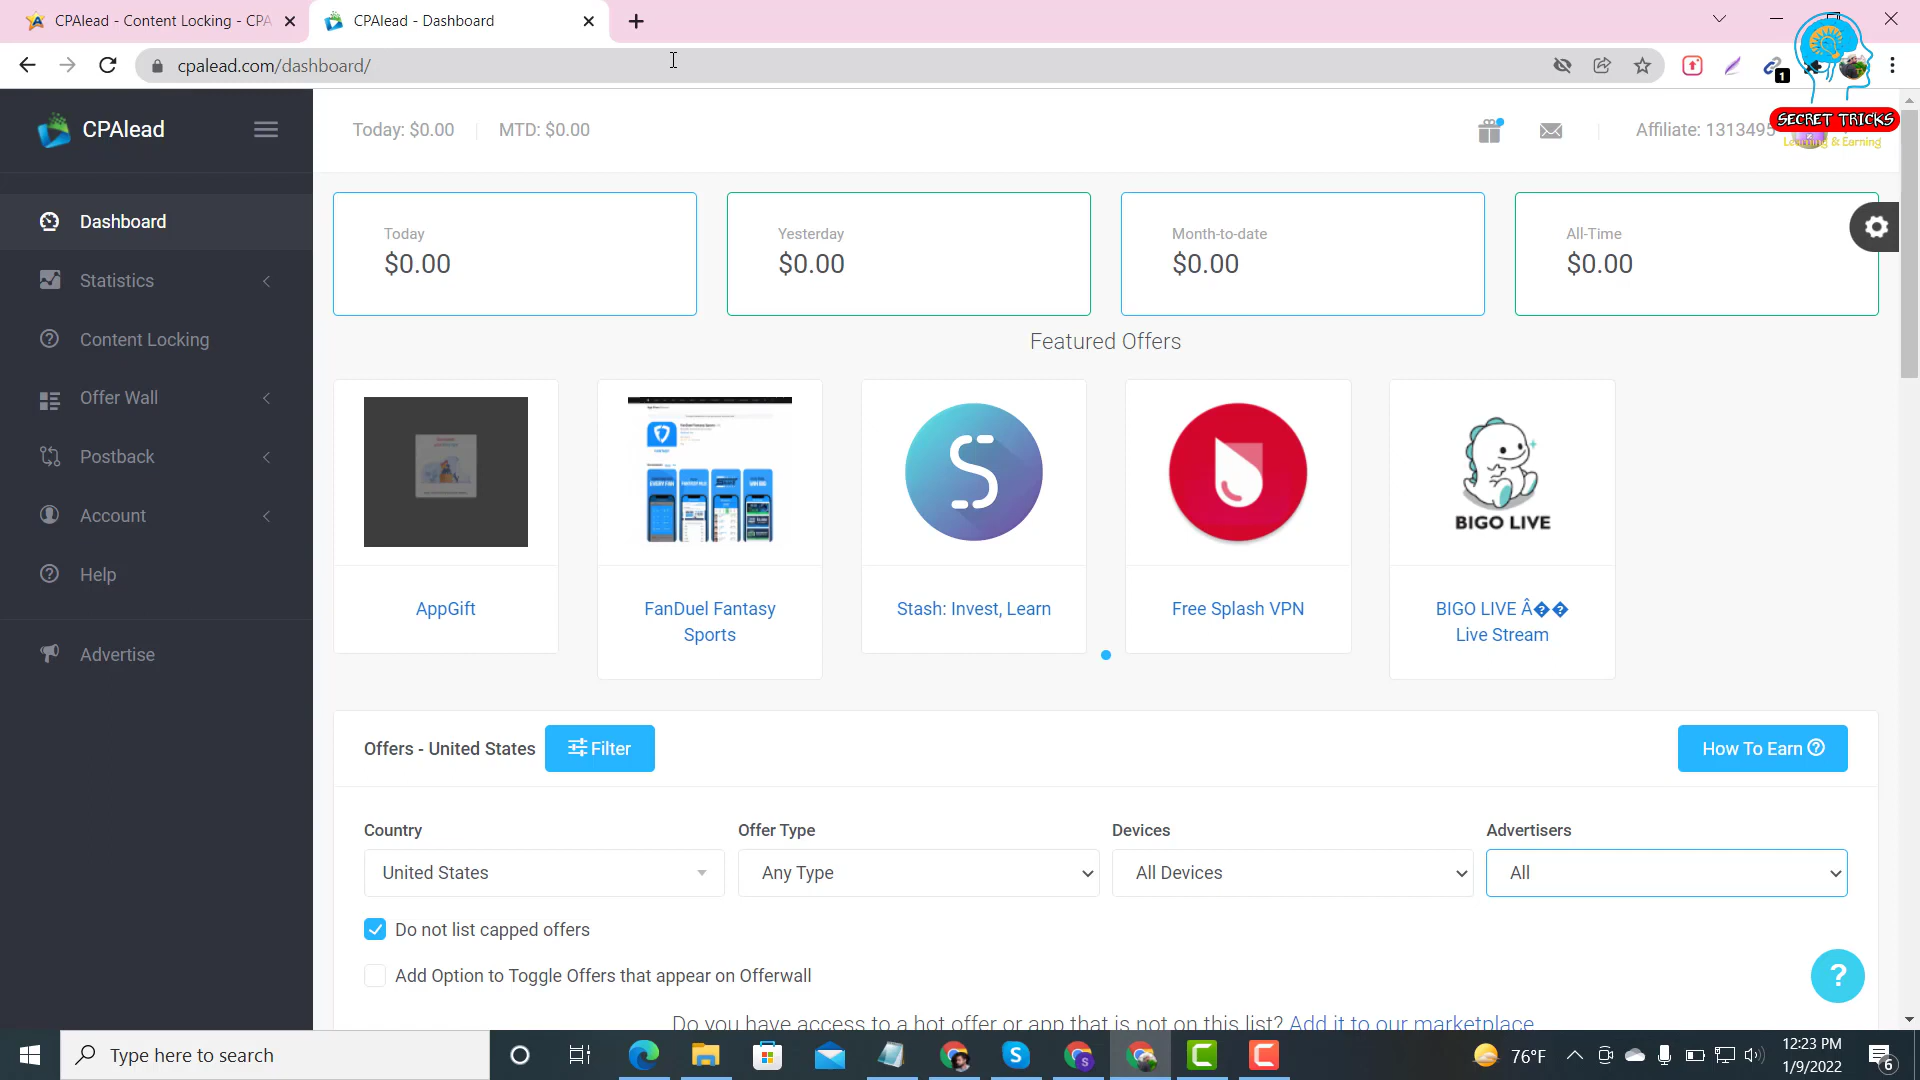 CPAlead - Content Locking - CPA
CPAlead - Dashboard
cpalead.com/dashboard/
1
SECRET TRICKS
Learning & Earning
CPAlead
Today: $0.00
MTD: $0.00
Affiliate: 1313495
Dashboard
Statistics
Content Locking
Offer Wall
Postback
Account
Help
Advertise
Today
$0.00
Yesterday
$0.00
Month-to-date
$0.00
All-Time
$0.00
Featured Offers
AppGift
FanDuel Fantasy
Sports
Stash: Invest, Learn
Free Splash VPN
BIGO LIVE
BIGO LIVE Â��
Live Stream
Offers - United States
Filter
How To Earn
Country
Offer Type
Devices
Advertisers
United States
Any Type
All Devices
All
Do not list capped offers
Add Option to Toggle Offers that appear on Offerwall
Do you have access to a hot offer or app that is not on this list? Add it to our marketplace
?
Type here to search
76°F
12:23 PM
1/9/2022
6